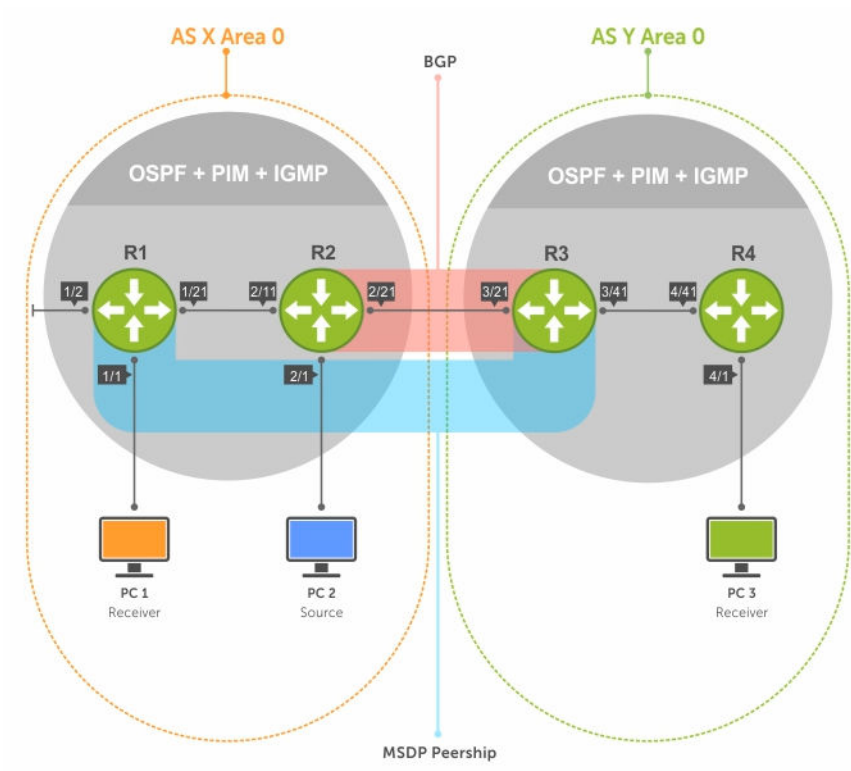 AS X Area 0
AS Y Area 0
BGP
OSPF + PIM + IGMP
OSPF + PIM + IGMP
R1
R2
R3
R4
1/2
1/21
2/11
2/21
3/21
3/41
4/41
1/1
2/1
4/1
PC 1
Receiver
PC 2
Source
PC 3
Receiver
MSDP Peership